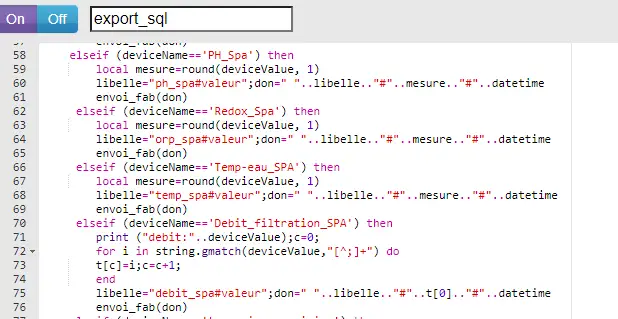 On Off export_sql
57 envoi_fab(don)
58 elseif (deviceName=='PH_Spa') then
59 local mesure=round(deviceValue, 1)
60 libelle="ph_spa#valeur";don=" "..libelle.."#"..mesure.."#"..datetime
61 envoi_fab(don)
62 elseif (deviceName=='Redox_Spa') then
63 local mesure=round(deviceValue, 1)
64 libelle="orp_spa#valeur";don=" "..libelle.."#"..mesure.."#"..datetime
65 envoi_fab(don)
66 elseif (deviceName=='Temp-eau_SPA') then
67 local mesure=round(deviceValue, 1)
68 libelle="temp_spa#valeur";don=" "..libelle.."#"..mesure.."#"..datetime
69 envoi_fab(don)
70 elseif (deviceName=='Debit_filtration_SPA') then
71 print ("debit:"..deviceValue);c=0;
72 for i in string.gmatch(deviceValue,"[^;]+") do
73 t[c]=i;c=c+1;
74 end
75 libelle="debit_spa#valeur";don=" "..libelle.."#"..t[0].."#"..datetime
76 envoi_fab(don)